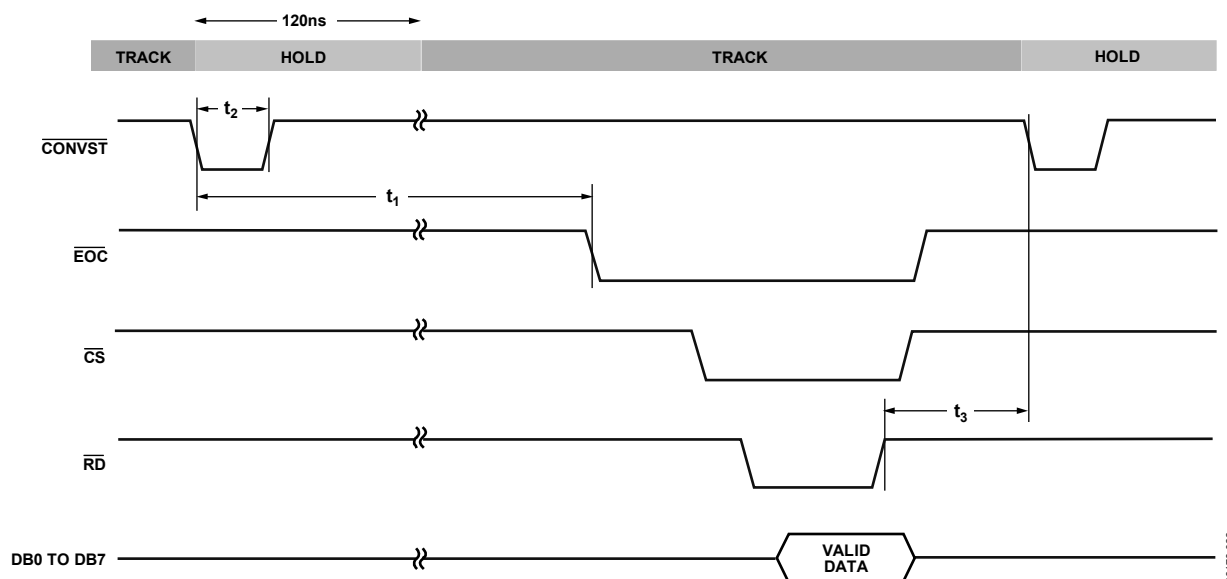 120ns
TRACK HOLD TRACK HOLD
t2
CONVST
t1
EOC
CS
t3
RD
DB0 TO DB7
VALID
DATA